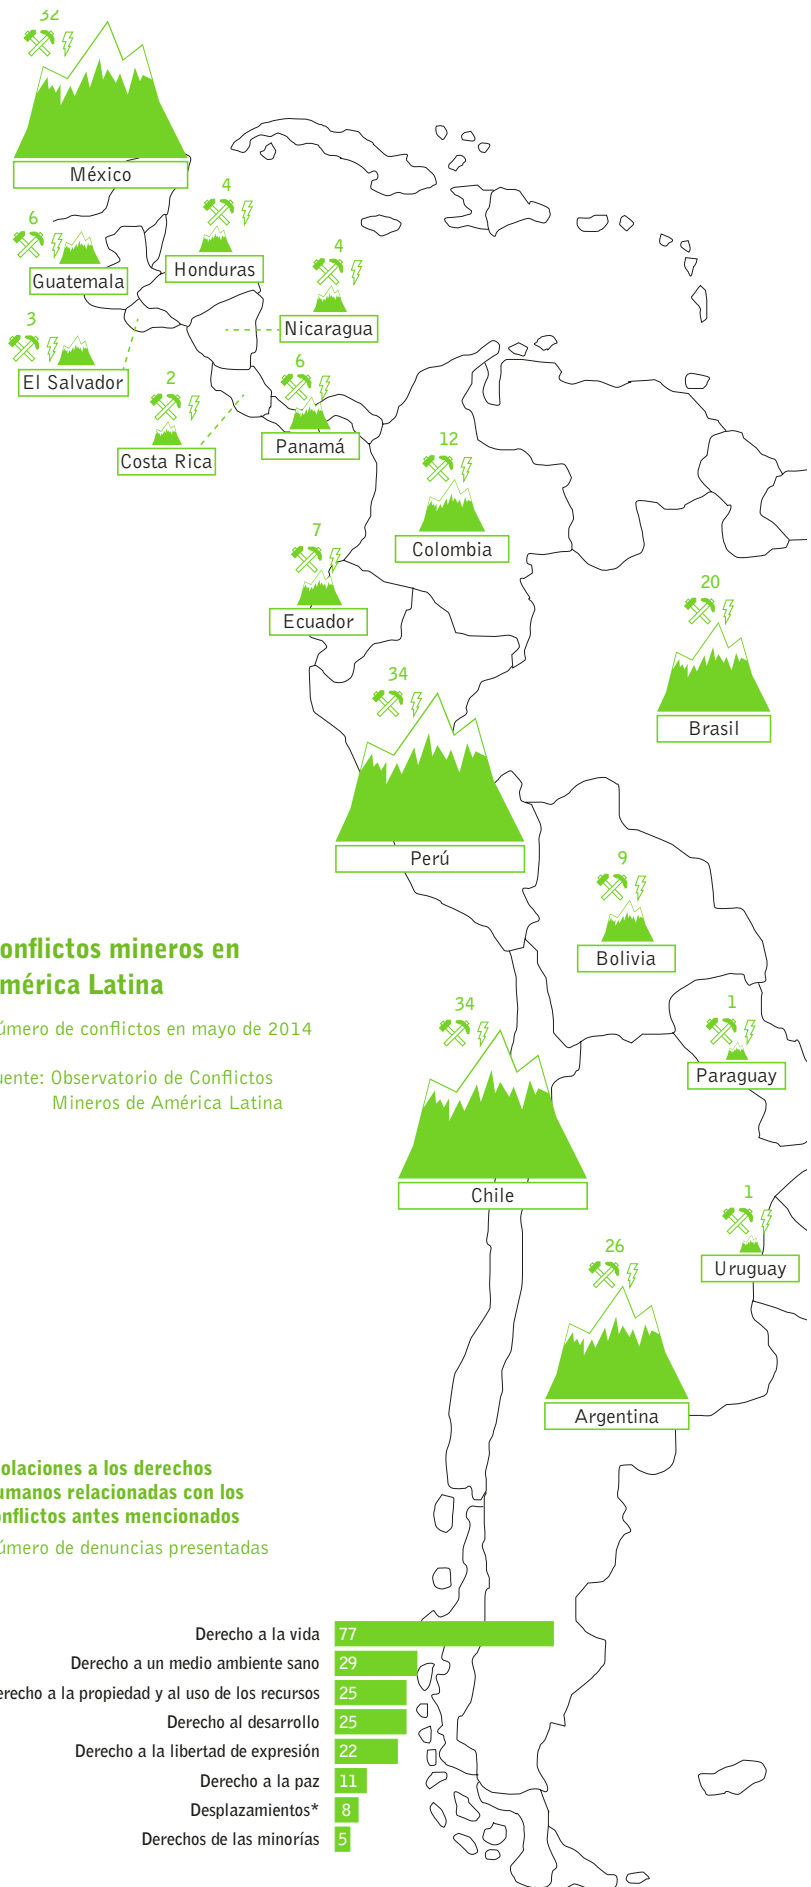 32
México
4
Honduras
6
Guatemala
4
Nicaragua
3
El Salvador
2
Costa Rica
6
Panamá
12
Colombia
7
Ecuador
20
Brasil
34
Perú
9
Bolivia
onflictos mineros en
mérica Latina
úmero de conflictos en mayo de 2014
uente: Observatorio de Conflictos
Mineros de América Latina
34
Chile
1
Paraguay
1
Uruguay
26
Argentina
olaciones a los derechos
umanos relacionadas con los
onflictos antes mencionados
úmero de denuncias presentadas
Derecho a la vida 77
Derecho a un medio ambiente sano 29
erecho a la propiedad y al uso de los recursos 25
Derecho al desarrollo 25
Derecho a la libertad de expresión 22
Derecho a la paz 11
Desplazamientos* 8
Derechos de las minorías 5